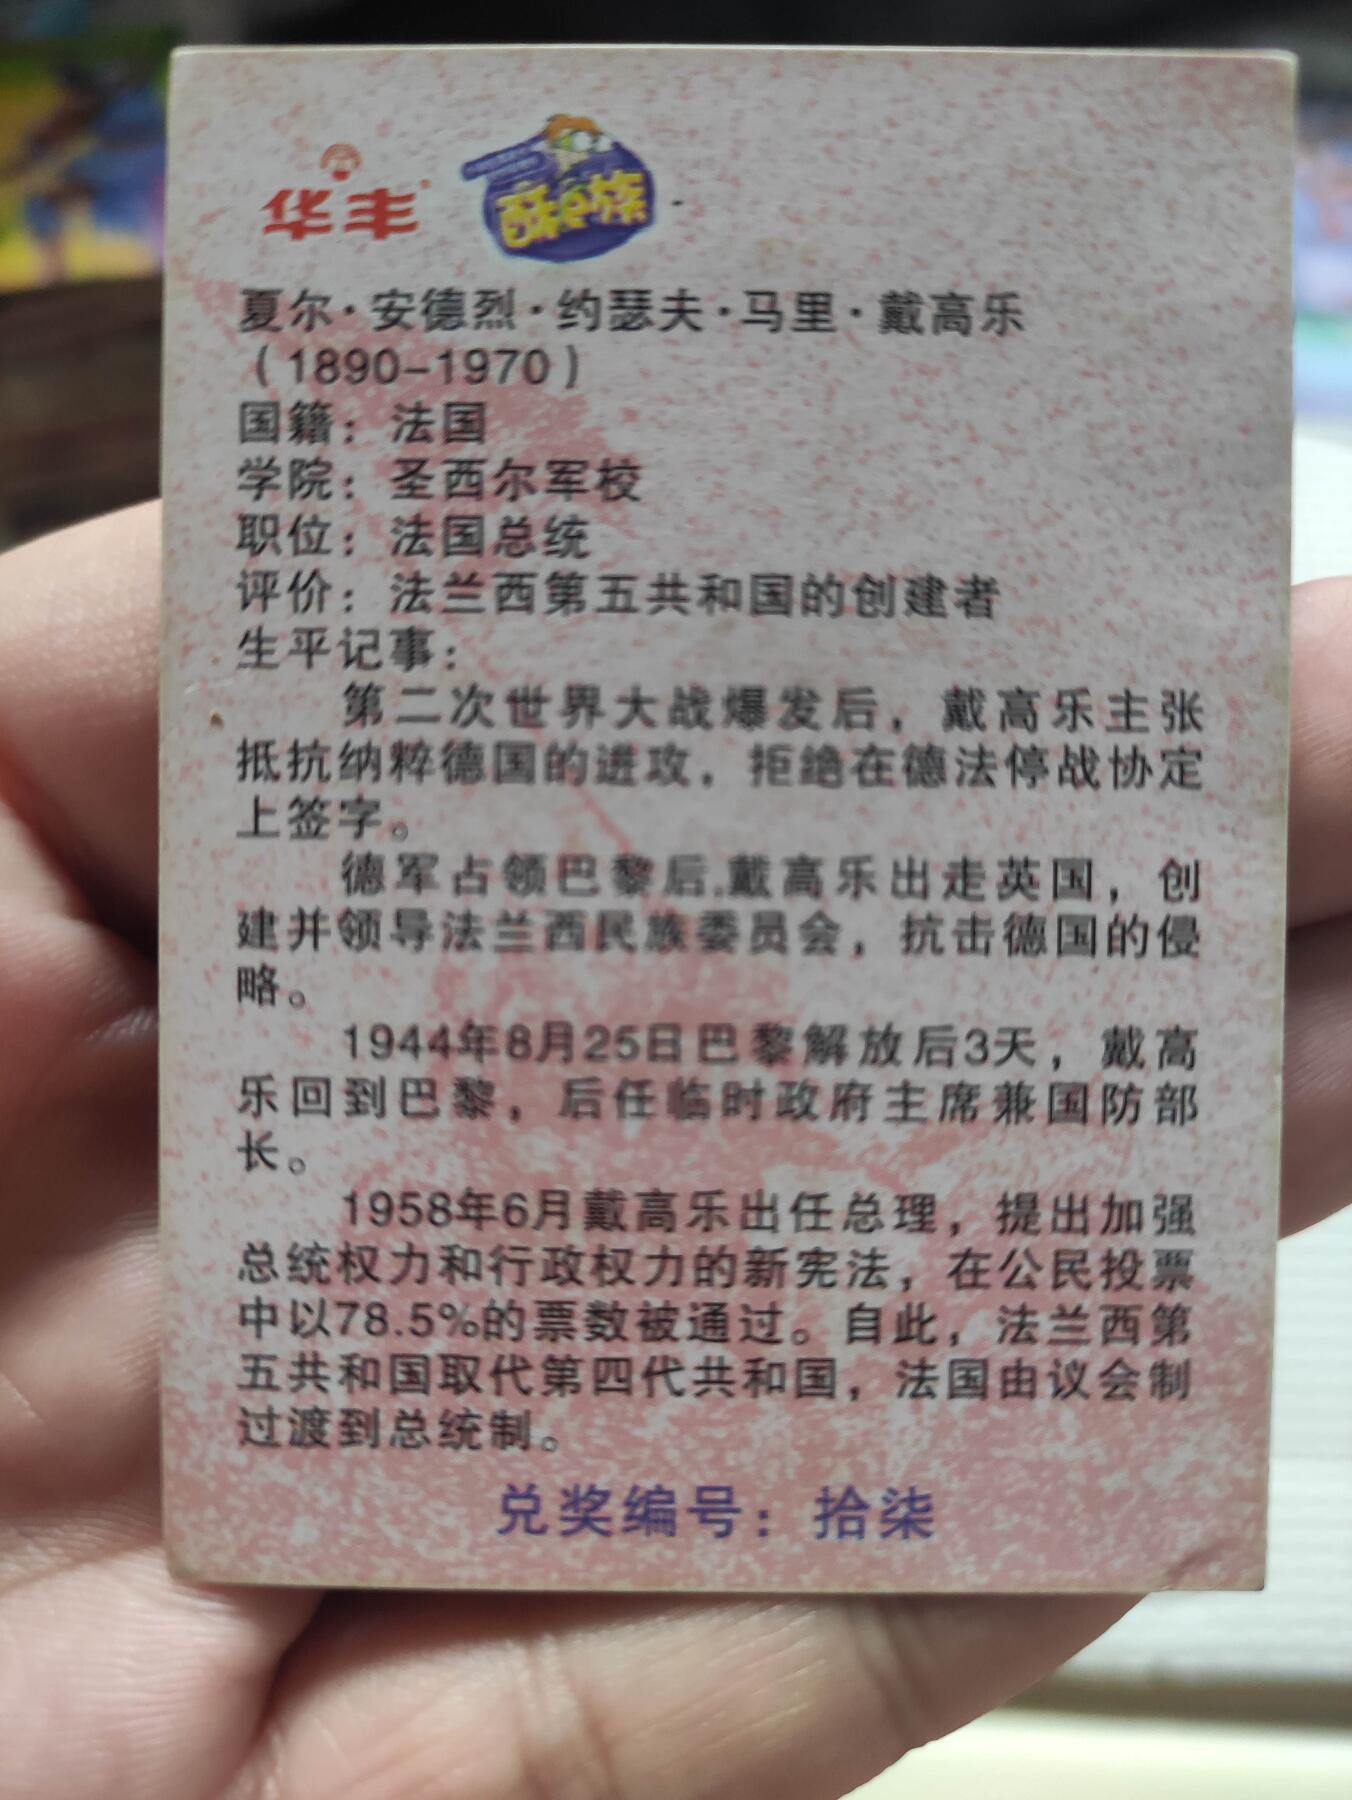 华丰
酥e族
夏尔·安德烈·约瑟夫·马里·戴高乐
（1890-1970）
国籍：法国
学院：圣西尔军校
职位：法国总统
评价：法兰西第五共和国的创建者
生平记事：
第二次世界大战爆发后，戴高乐主张
抵抗纳粹德国的进攻，拒绝在德法停战协定
上签字。
德军占领巴黎后.戴高乐出走英国，创
建并领导法兰西民族委员会，抗击德国的侵
略。
1944年8月25日巴黎解放后3天，戴高
乐回到巴黎，后任临时政府主席兼国防部
长。
1958年6月戴高乐出任总理，提出加强
总统权力和行政权力的新宪法，在公民投票
中以78.5%的票数被通过。自此，法兰西第
五共和国取代第四代共和国，法国由议会制
过渡到总统制。
兑奖编号：拾柒